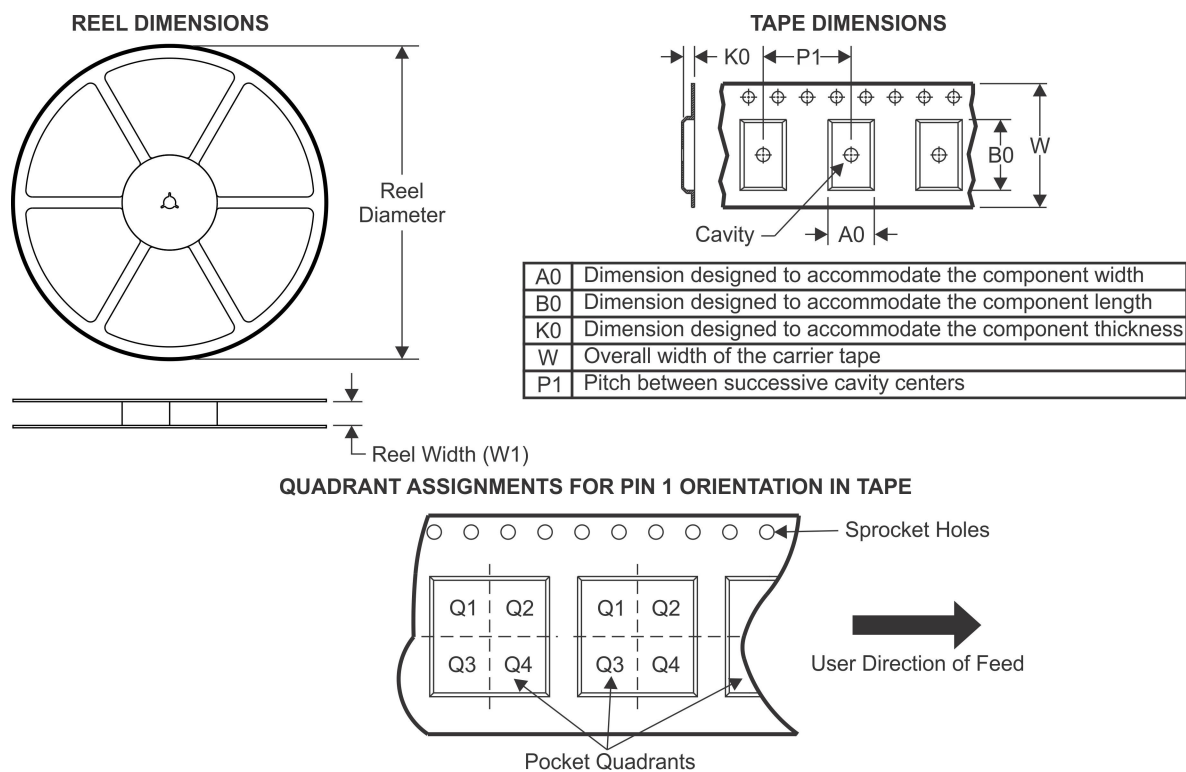 REEL DIMENSIONS
Reel
Diameter
Reel Width (W1)
TAPE DIMENSIONS
K0
P1
B0
W
Cavity
A0
A0 Dimension designed to accommodate the component width
B0 Dimension designed to accommodate the component length
K0 Dimension designed to accommodate the component thickness
W Overall width of the carrier tape
P1 Pitch between successive cavity centers
QUADRANT ASSIGNMENTS FOR PIN 1 ORIENTATION IN TAPE
Sprocket Holes
Q1 Q2 Q1 Q2
Q3 Q4 Q3 Q4
User Direction of Feed
Pocket Quadrants